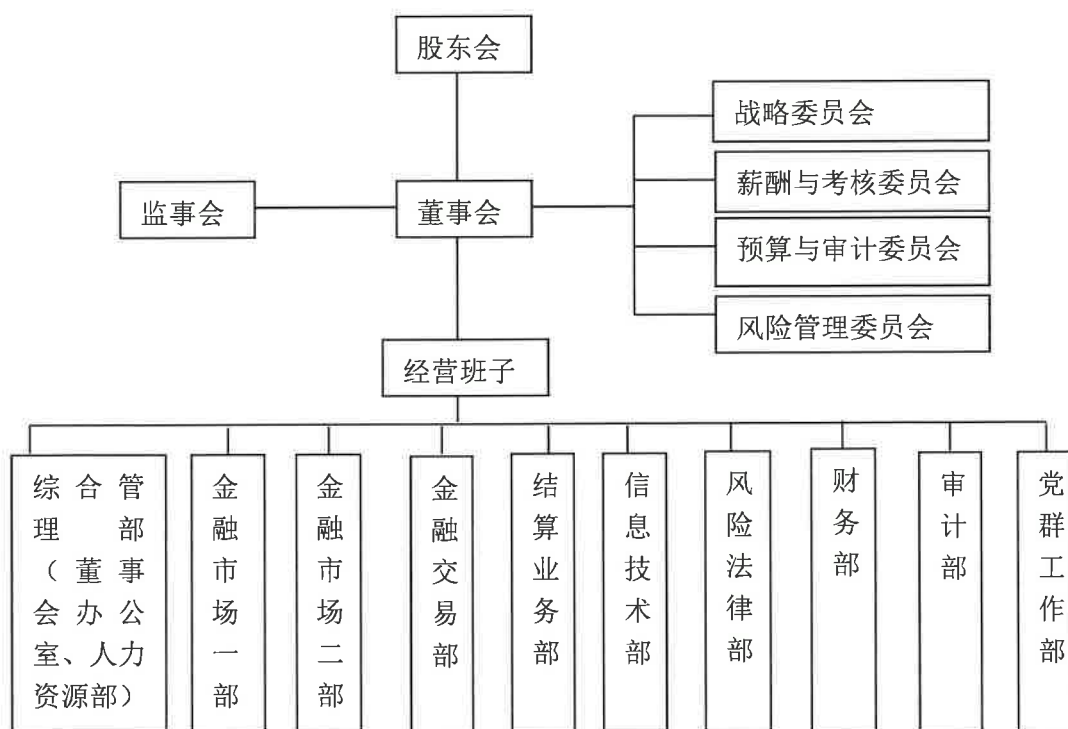 股东会
战略委员会
薪酬与考核委员会
监事会
董事会
预算与审计委员会
风险管理委员会
经营班子
综合管
理部
（董事
会办公
室、人力
资源部）
金融市场一部
金融市场二部
金融交易部
结算业务部
信息技术部
风险法律部
财务部
审计部
党群工作部